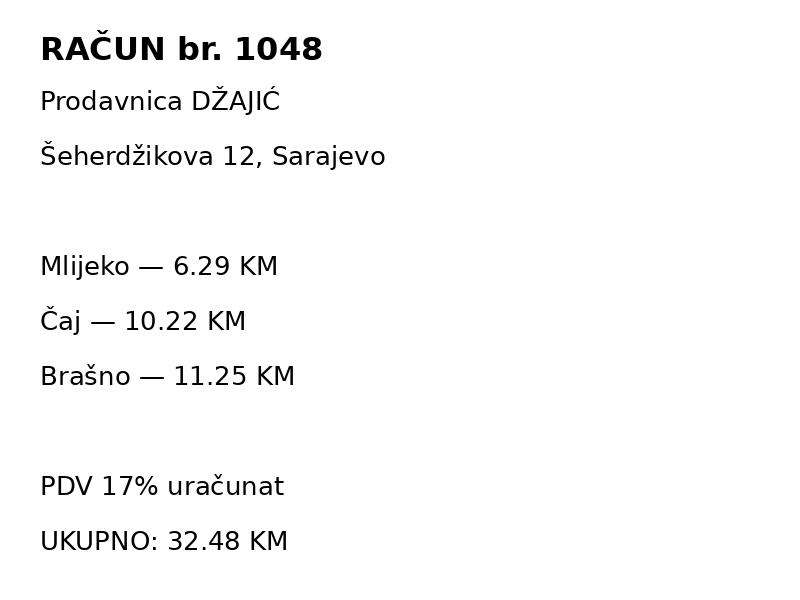 RAČUN br. 1048
Prodavnica DŽAJIĆ
Šeherdžikova 12, Sarajevo
Mlijeko — 6.29 KM
Čaj — 10.22 KM
Brašno — 11.25 KM
PDV 17% uračunat
UKUPNO: 32.48 KM